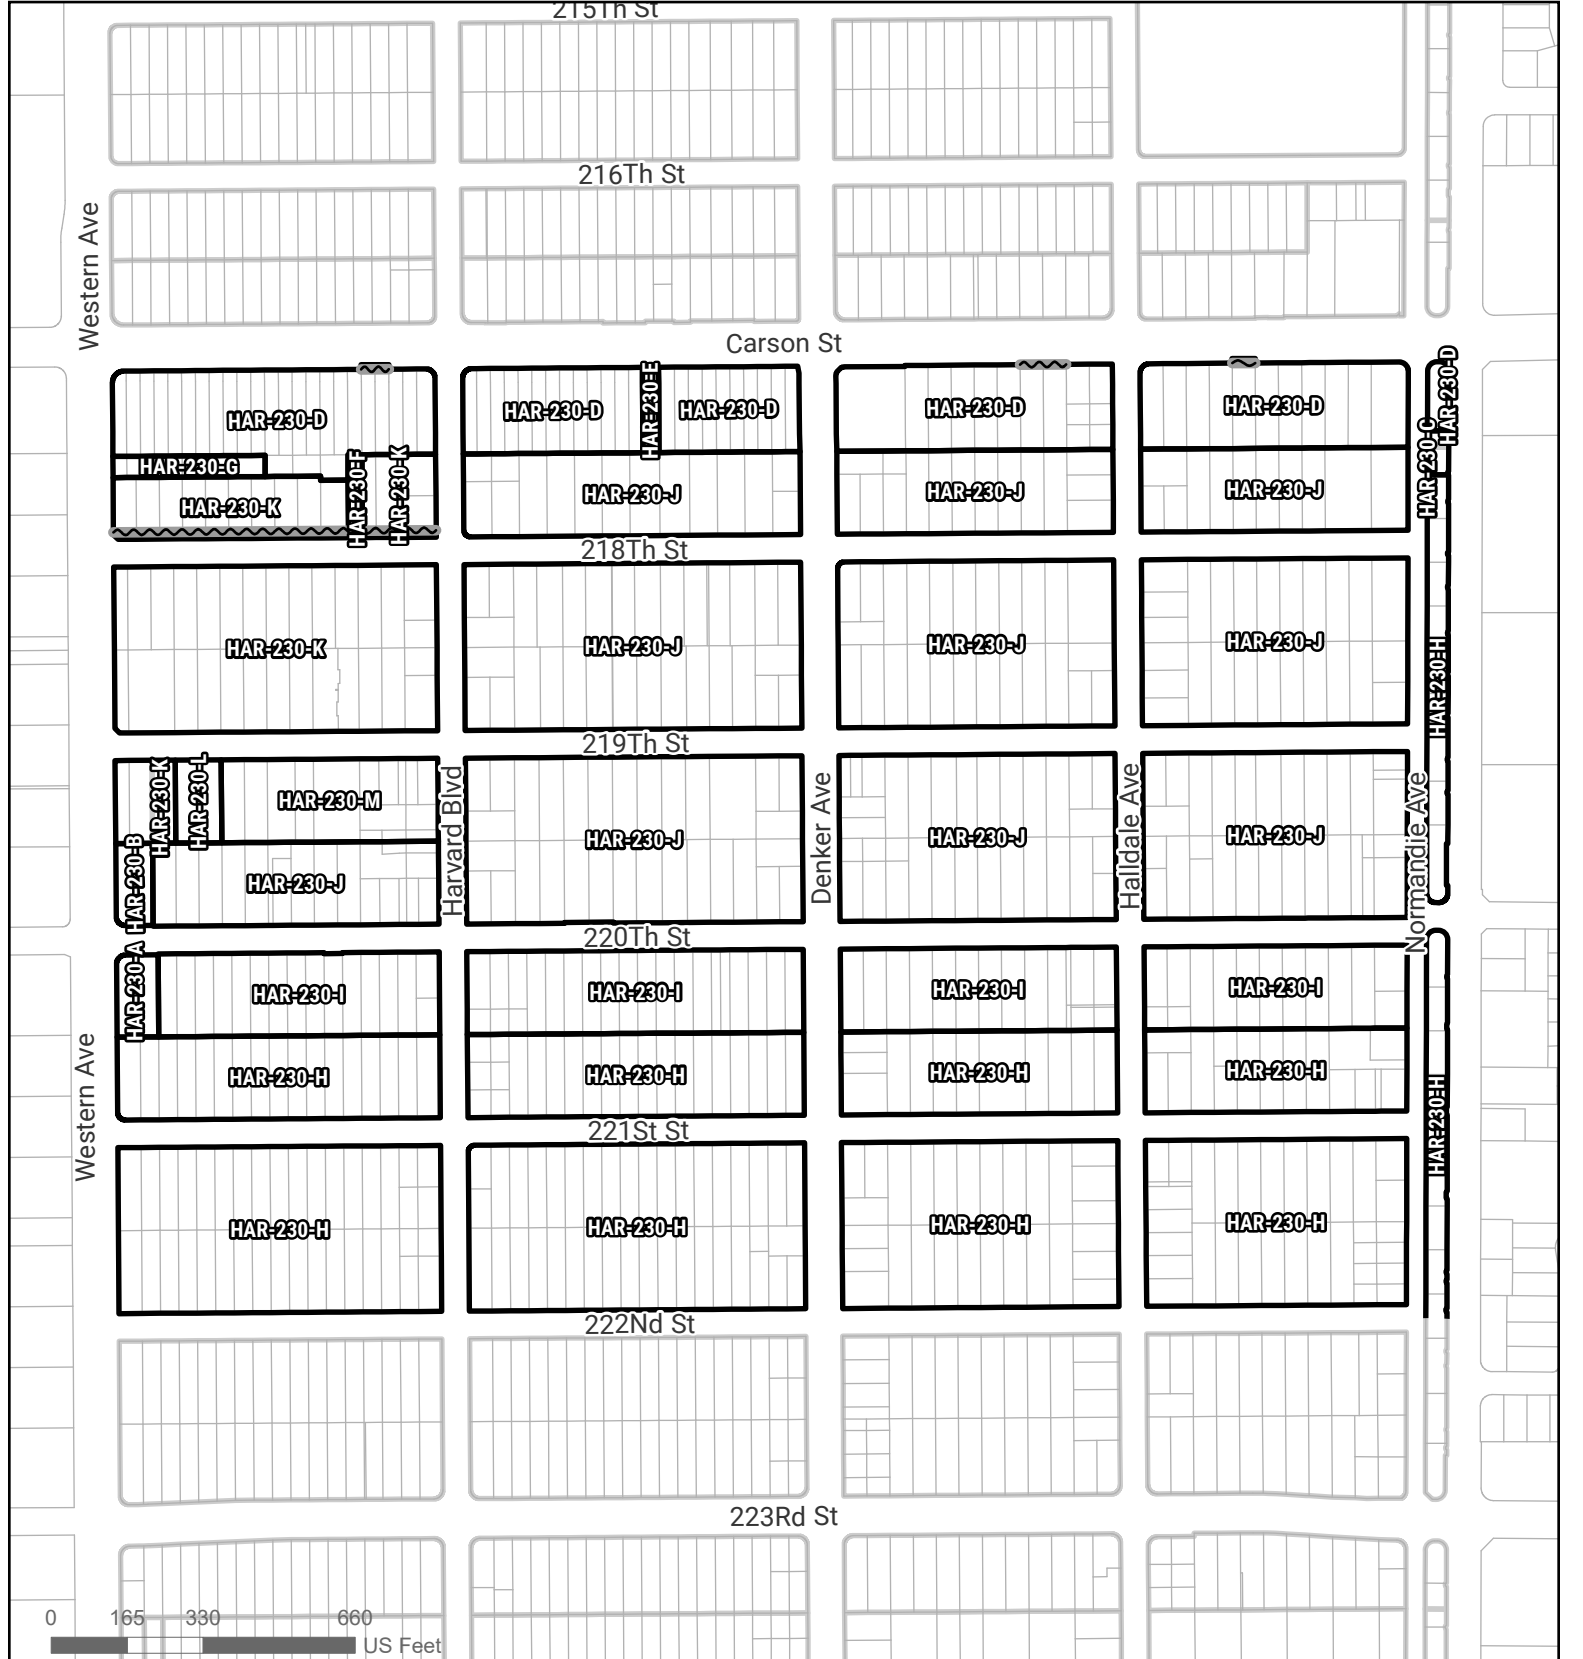 215Th St
216Th St
Western Ave
Carson St
HAR-230-D
HAR-230-D
HAR-230-E
HAR-230-D
HAR-230-D
HAR-230-D
HAR-230-D
HAR-230-C
HAR-230-G
HAR-230-K
HAR-230-F
HAR-230-K
HAR-230-J
HAR-230-J
HAR-230-J
218Th St
HAR-230-K
HAR-230-J
HAR-230-J
HAR-230-J
HAR-230-H
219Th St
HAR-230-K
HAR-230-L
HAR-230-M
Harvard Blvd
HAR-230-J
Denker Ave
HAR-230-J
Halldale Ave
HAR-230-J
Normandie Ave
HAR-230-B
HAR-230-J
220Th St
HAR-230-A
HAR-230-I
HAR-230-I
HAR-230-I
HAR-230-I
Western Ave
HAR-230-H
HAR-230-H
HAR-230-H
HAR-230-H
HAR-230-H
221St St
HAR-230-H
HAR-230-H
HAR-230-H
HAR-230-H
222Nd St
223Rd St
0 165 330 660
US Feet